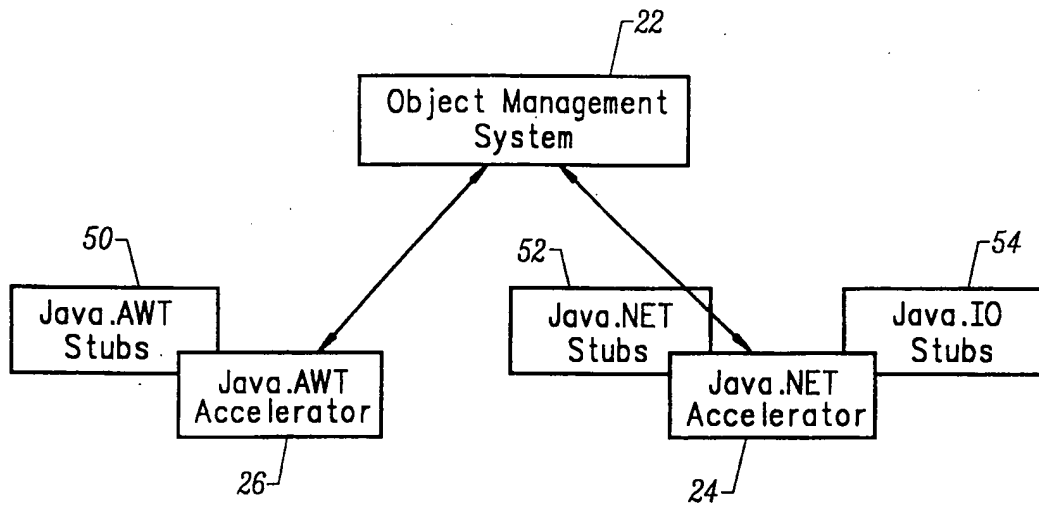 22
Object Management
System
50
52
54
Java.AWT
Stubs
Java.NET
Stubs
Java.IO
Stubs
Java.AWT
Accelerator
Java.NET
Accelerator
26
24